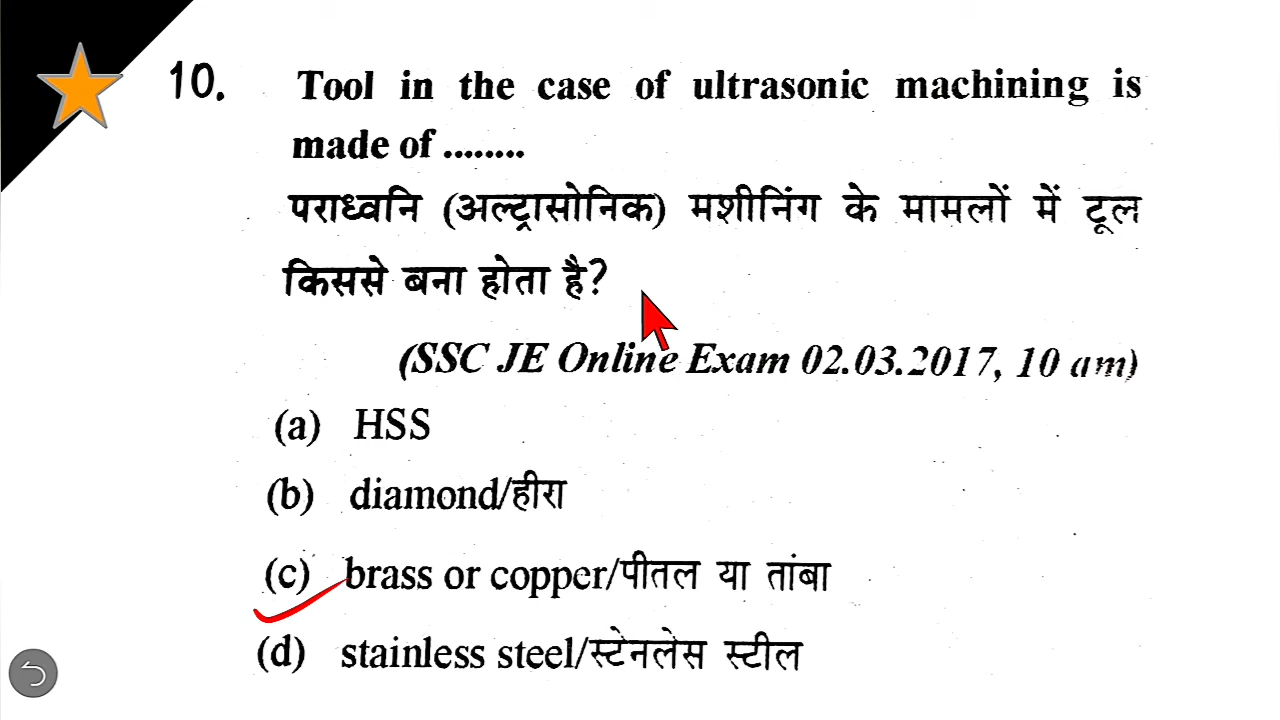 10. Tool in the case of ultrasonic machining is
made of ........
पराध्वनि (अल्ट्रासोनिक) मशीनिंग के मामलों में टूल
किससे बना होता है?
(SSC JE Online Exam 02.03.2017, 10 am)
(a) HSS
(b) diamond/हीरा
(c) brass or copper/पीतल या तांबा
(d) stainless steel/स्टेनलेस स्टील